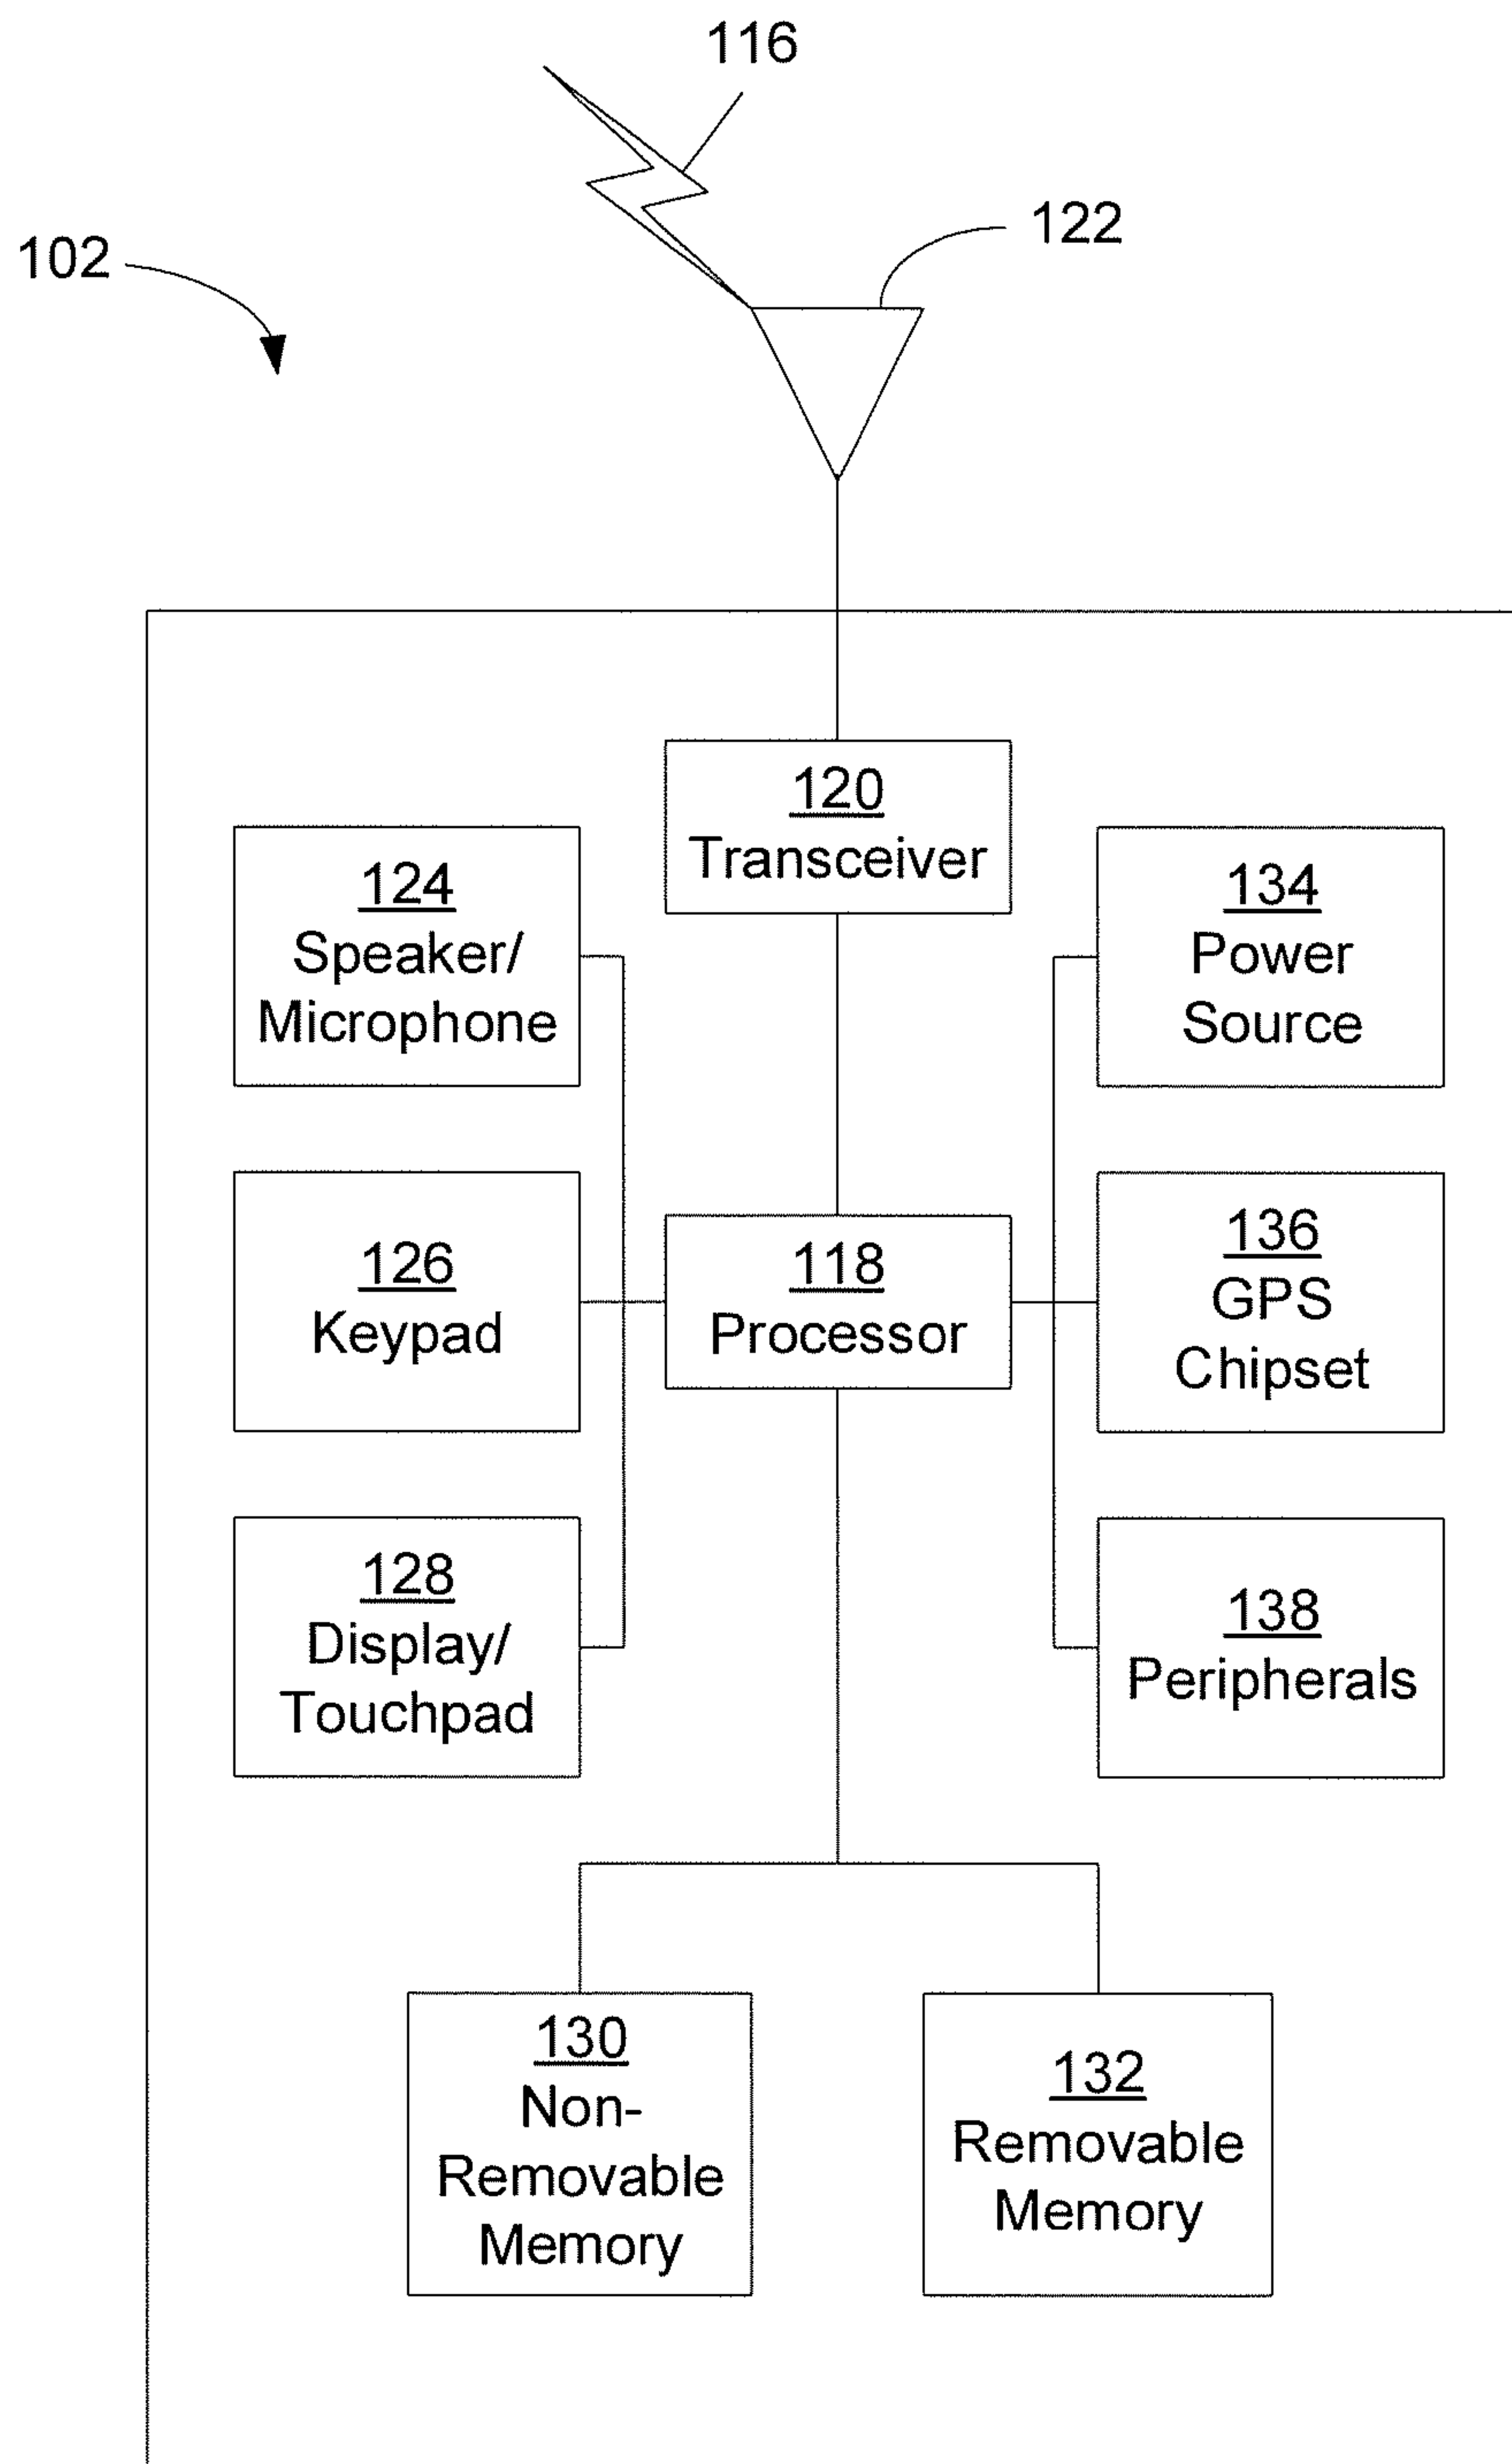 116
122
102
120
Transceiver
124
Speaker/
Microphone
134
Power
Source
126
Keypad
118
Processor
136
GPS
Chipset
128
Display/
Touchpad
138
Peripherals
130
Non-
Removable
Memory
132
Removable
Memory